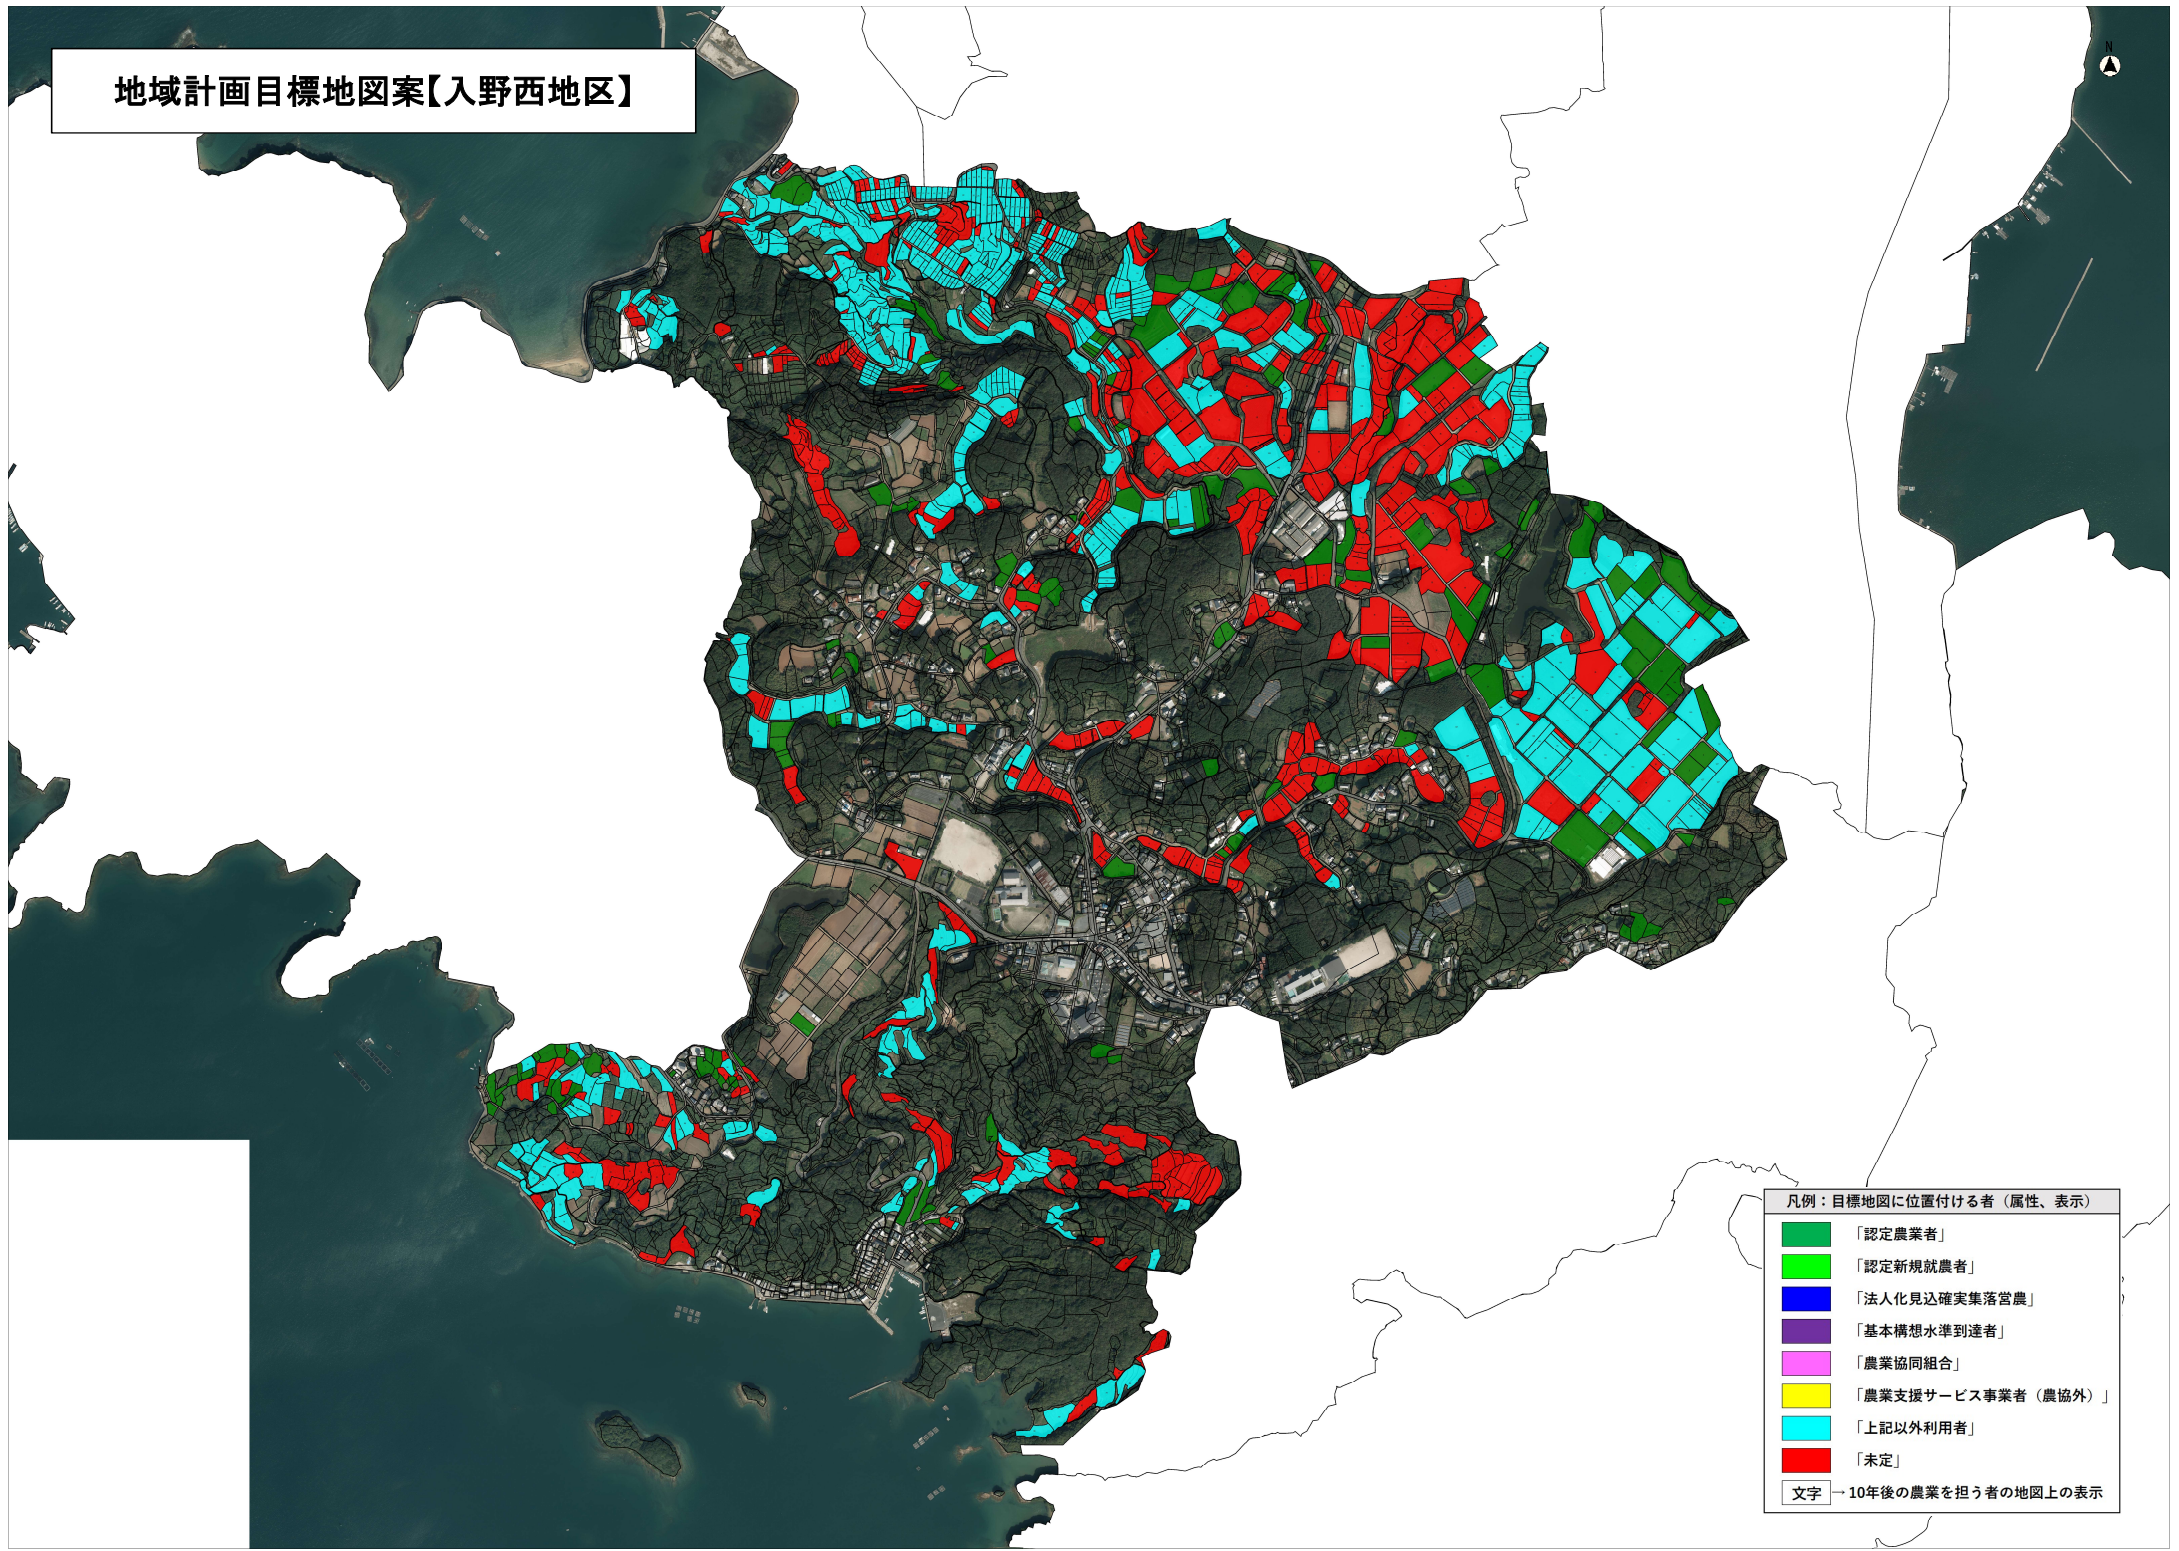 地域計画目標地図案【入野西地区】
N
凡例：目標地図に位置付ける者（属性、表示）
「認定農業者」
「認定新規就農者」
「法人化見込確実集落営農」
「基本構想水準到達者」
「農業協同組合」
「農業支援サービス事業者（農協外）」
「上記以外利用者」
「未定」
文字 → 10年後の農業を担う者の地図上の表示